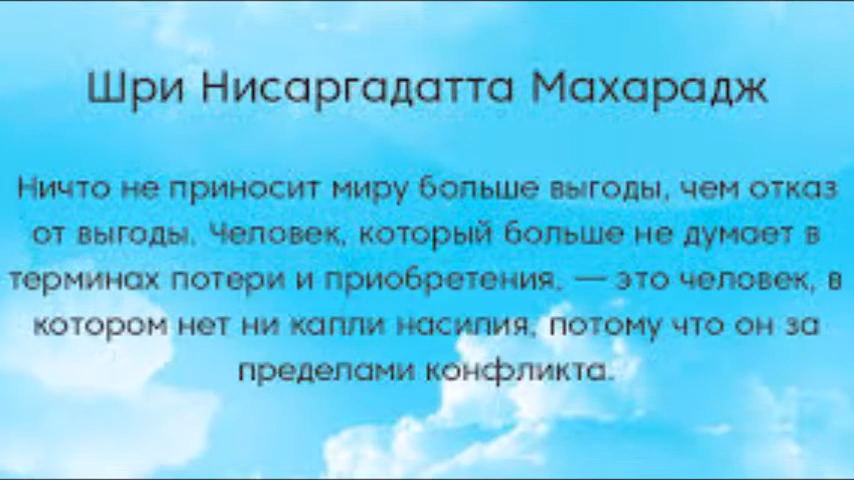 Шри Нисаргадатта Махарадж
Ничто не приносит миру больше выгоды, чем отказ
от выгоды. Человек, который больше не думает в
терминах потери и приобретения, — это человек, в
котором нет ни капли насилия, потому что он за
пределами конфликта.